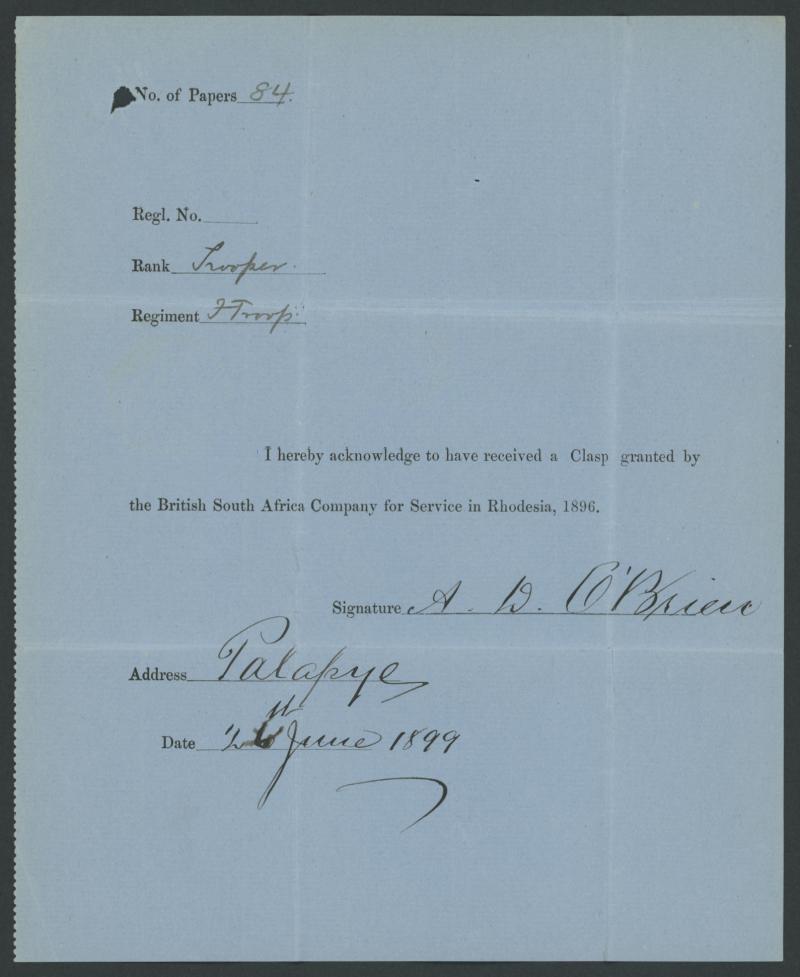 No. of Papers 84.
Regl. No.
Rank Trooper.
Regiment F Troop.
I hereby acknowledge to have received a Clasp granted by
the British South Africa Company for Service in Rhodesia, 1896.
Signature A. D. O'Brien
Address Palapye
Date 26th June 1899